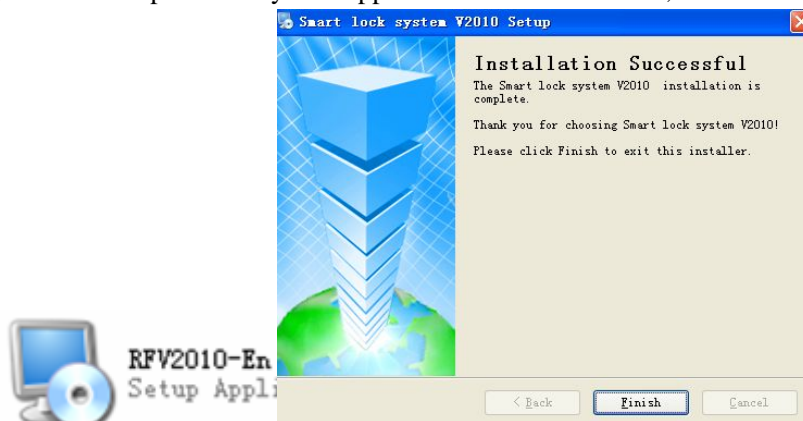 Smart lock system V2010 Setup
Installation Successful
The Smart lock system V2010 installation is
complete.
Thank you for choosing Smart lock system V2010!
Please click Finish to exit this installer.
RFV2010-En
Setup
< Back
Finish
Cancel